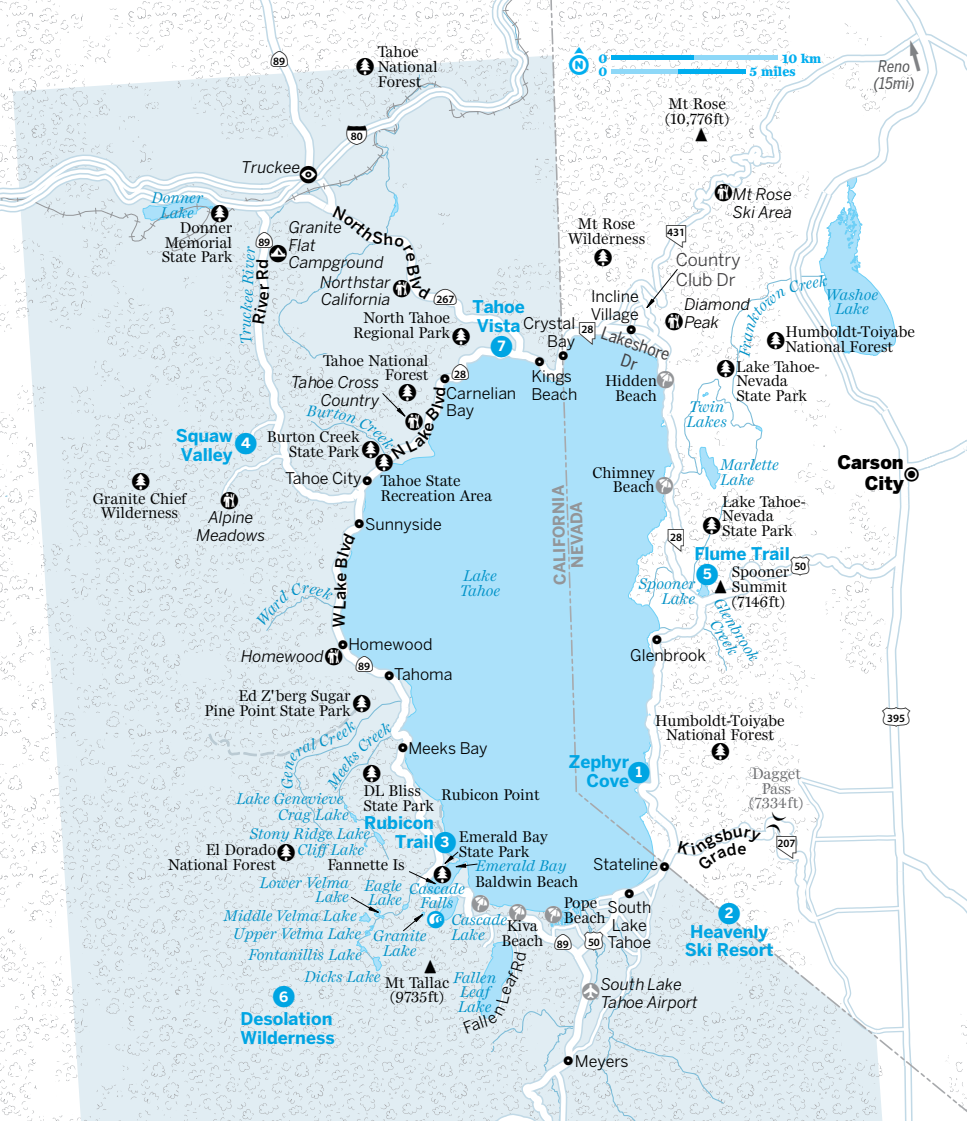 89
Tahoe
National
Forest
N
0
10 km
0
5 miles
Reno
(15mi)
Mt Rose
(10,776ft)
80
Truckee
Mt Rose
Ski Area
Donner
Lake
Donner
Memorial
State Park
89
Granite
Flat
Campground
North Shore Blvd
Mt Rose
Wilderness
431
Country
Club Dr
Truckee River
River Rd
Northstar
California
267
Incline
Village
Diamond
Peak
Franktown Creek
Washoe
Lake
North Tahoe
Regional Park
Tahoe
Vista
7
Crystal
Bay
28
Lakeshore
Dr
Humboldt-Toiyabe
National Forest
Tahoe National
Forest
28
Kings
Beach
Hidden
Beach
Lake Tahoe-
Nevada
State Park
Tahoe Cross
Country
Carnelian
Bay
Burton Creek
N Lake Blvd
Twin
Lakes
Squaw
Valley
4
Burton Creek
State Park
Tahoe City
Tahoe State
Recreation Area
Chimney
Beach
Marlette
Lake
Carson
City
Granite Chief
Wilderness
Alpine
Meadows
Sunnyside
CALIFORNIA
NEVADA
Lake Tahoe-
Nevada
State Park
28
Flume Trail
5
50
W Lake Blvd
Lake
Tahoe
Spooner
Lake
Spooner
Summit
(7146ft)
Ward Creek
Glenbrook
Creek
Homewood
Homewood
89
Glenbrook
Tahoma
Ed Z'berg Sugar
Pine Point State Park
395
General Creek
Meeks Creek
Meeks Bay
Humboldt-Toiyabe
National Forest
Zephyr
Cove
1
Dagget
Pass
(7334ft)
DL Bliss
State Park
Rubicon Point
Lake Genevieve
Crag Lake
Rubicon
Trail
3
Stony Ridge Lake
Cliff Lake
El Dorado
National Forest
Emerald Bay
State Park
Emerald Bay
Kingsbury
Grade
207
Fannette Is
Baldwin Beach
Stateline
Lower Velma
Lake
Eagle
Lake
Cascade
Falls
Middle Velma Lake
Upper Velma Lake
Fontanillis Lake
Dicks Lake
Granite
Lake
Cascade
Lake
Kiva
Beach
Pope
Beach
South
Lake
Tahoe
89
50
2
Heavenly
Ski Resort
Mt Tallac
(9735ft)
Fallen
Leaf
Lake
Fallen Leaf Rd
South Lake
Tahoe Airport
6
Desolation
Wilderness
Meyers